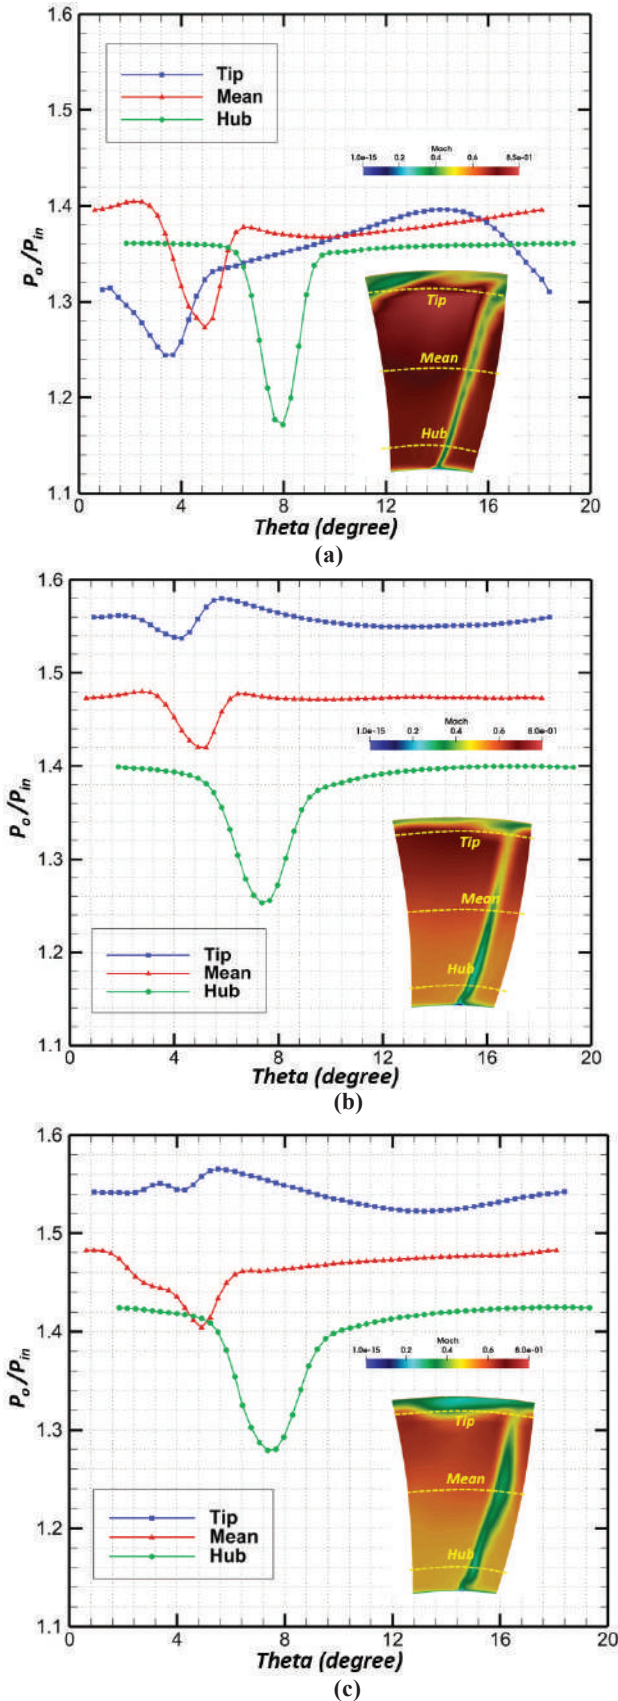 1.6
Tip
Mean
Hub
1.5
Mach
1.0e-15 0.2 0.4 0.6 8.5e-01
1.4
Po/Pin
1.3
Tip
Mean
1.2
Hub
1.1
0 4 8 12 16 20
Theta (degree)
(a)
1.6
1.5
Mach
1.0e-15 0.2 0.4 0.6 8.0e-01
1.4
Po/Pin
Tip
1.3
Mean
1.2
Tip
Mean
Hub
Hub
1.1
0 4 8 12 16 20
Theta (degree)
(b)
1.6
1.5
1.4
Mach
1.0e-15 0.2 0.4 0.6 8.0e-01
Po/Pin
1.3
Tip
Mean
1.2
Tip
Mean
Hub
Hub
1.1
0 4 8 12 16 20
Theta (degree)
(c)